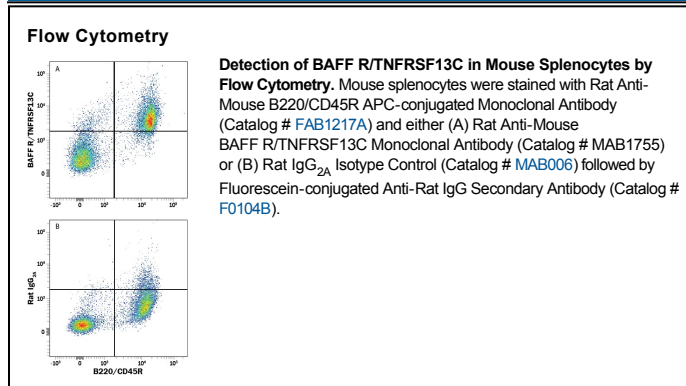 Flow Cytometry
Detection of BAFF R/TNFRSF13C in Mouse Splenocytes by
Flow Cytometry. Mouse splenocytes were stained with Rat Anti-
Mouse B220/CD45R APC-conjugated Monoclonal Antibody
(Catalog # FAB1217A) and either (A) Rat Anti-Mouse
BAFF R/TNFRSF13C Monoclonal Antibody (Catalog # MAB1755)
or (B) Rat IgG2A Isotype Control (Catalog # MAB006) followed by
Fluorescein-conjugated Anti-Rat IgG Secondary Antibody (Catalog #
F0104B).
A
BAFF R/TNFRSF13C
0
B
Rat IgG2A
0
0
B220/CD45R